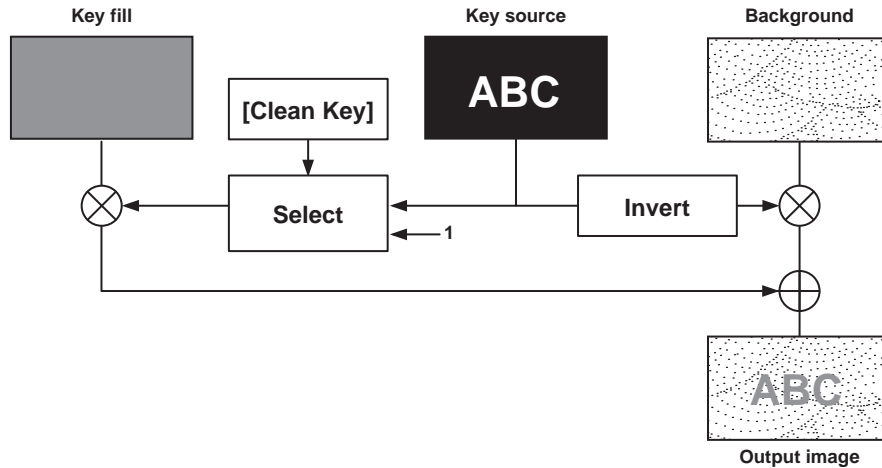 Key fill
Key source
Background
[Clean Key]
ABC
Select
Invert
1
ABC
Output image